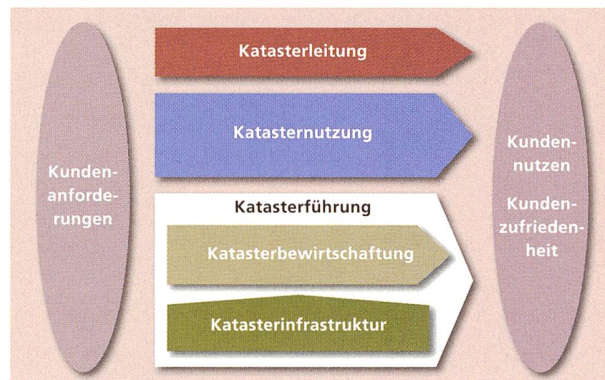 Kunden-
anforde-
rungen
Katasterleitung
Katasternutzung
Katasterführung
Katasterbewirtschaftung
Katasterinfrastruktur
Kunden-
nutzen
Kunden-
zufrieden-
heit